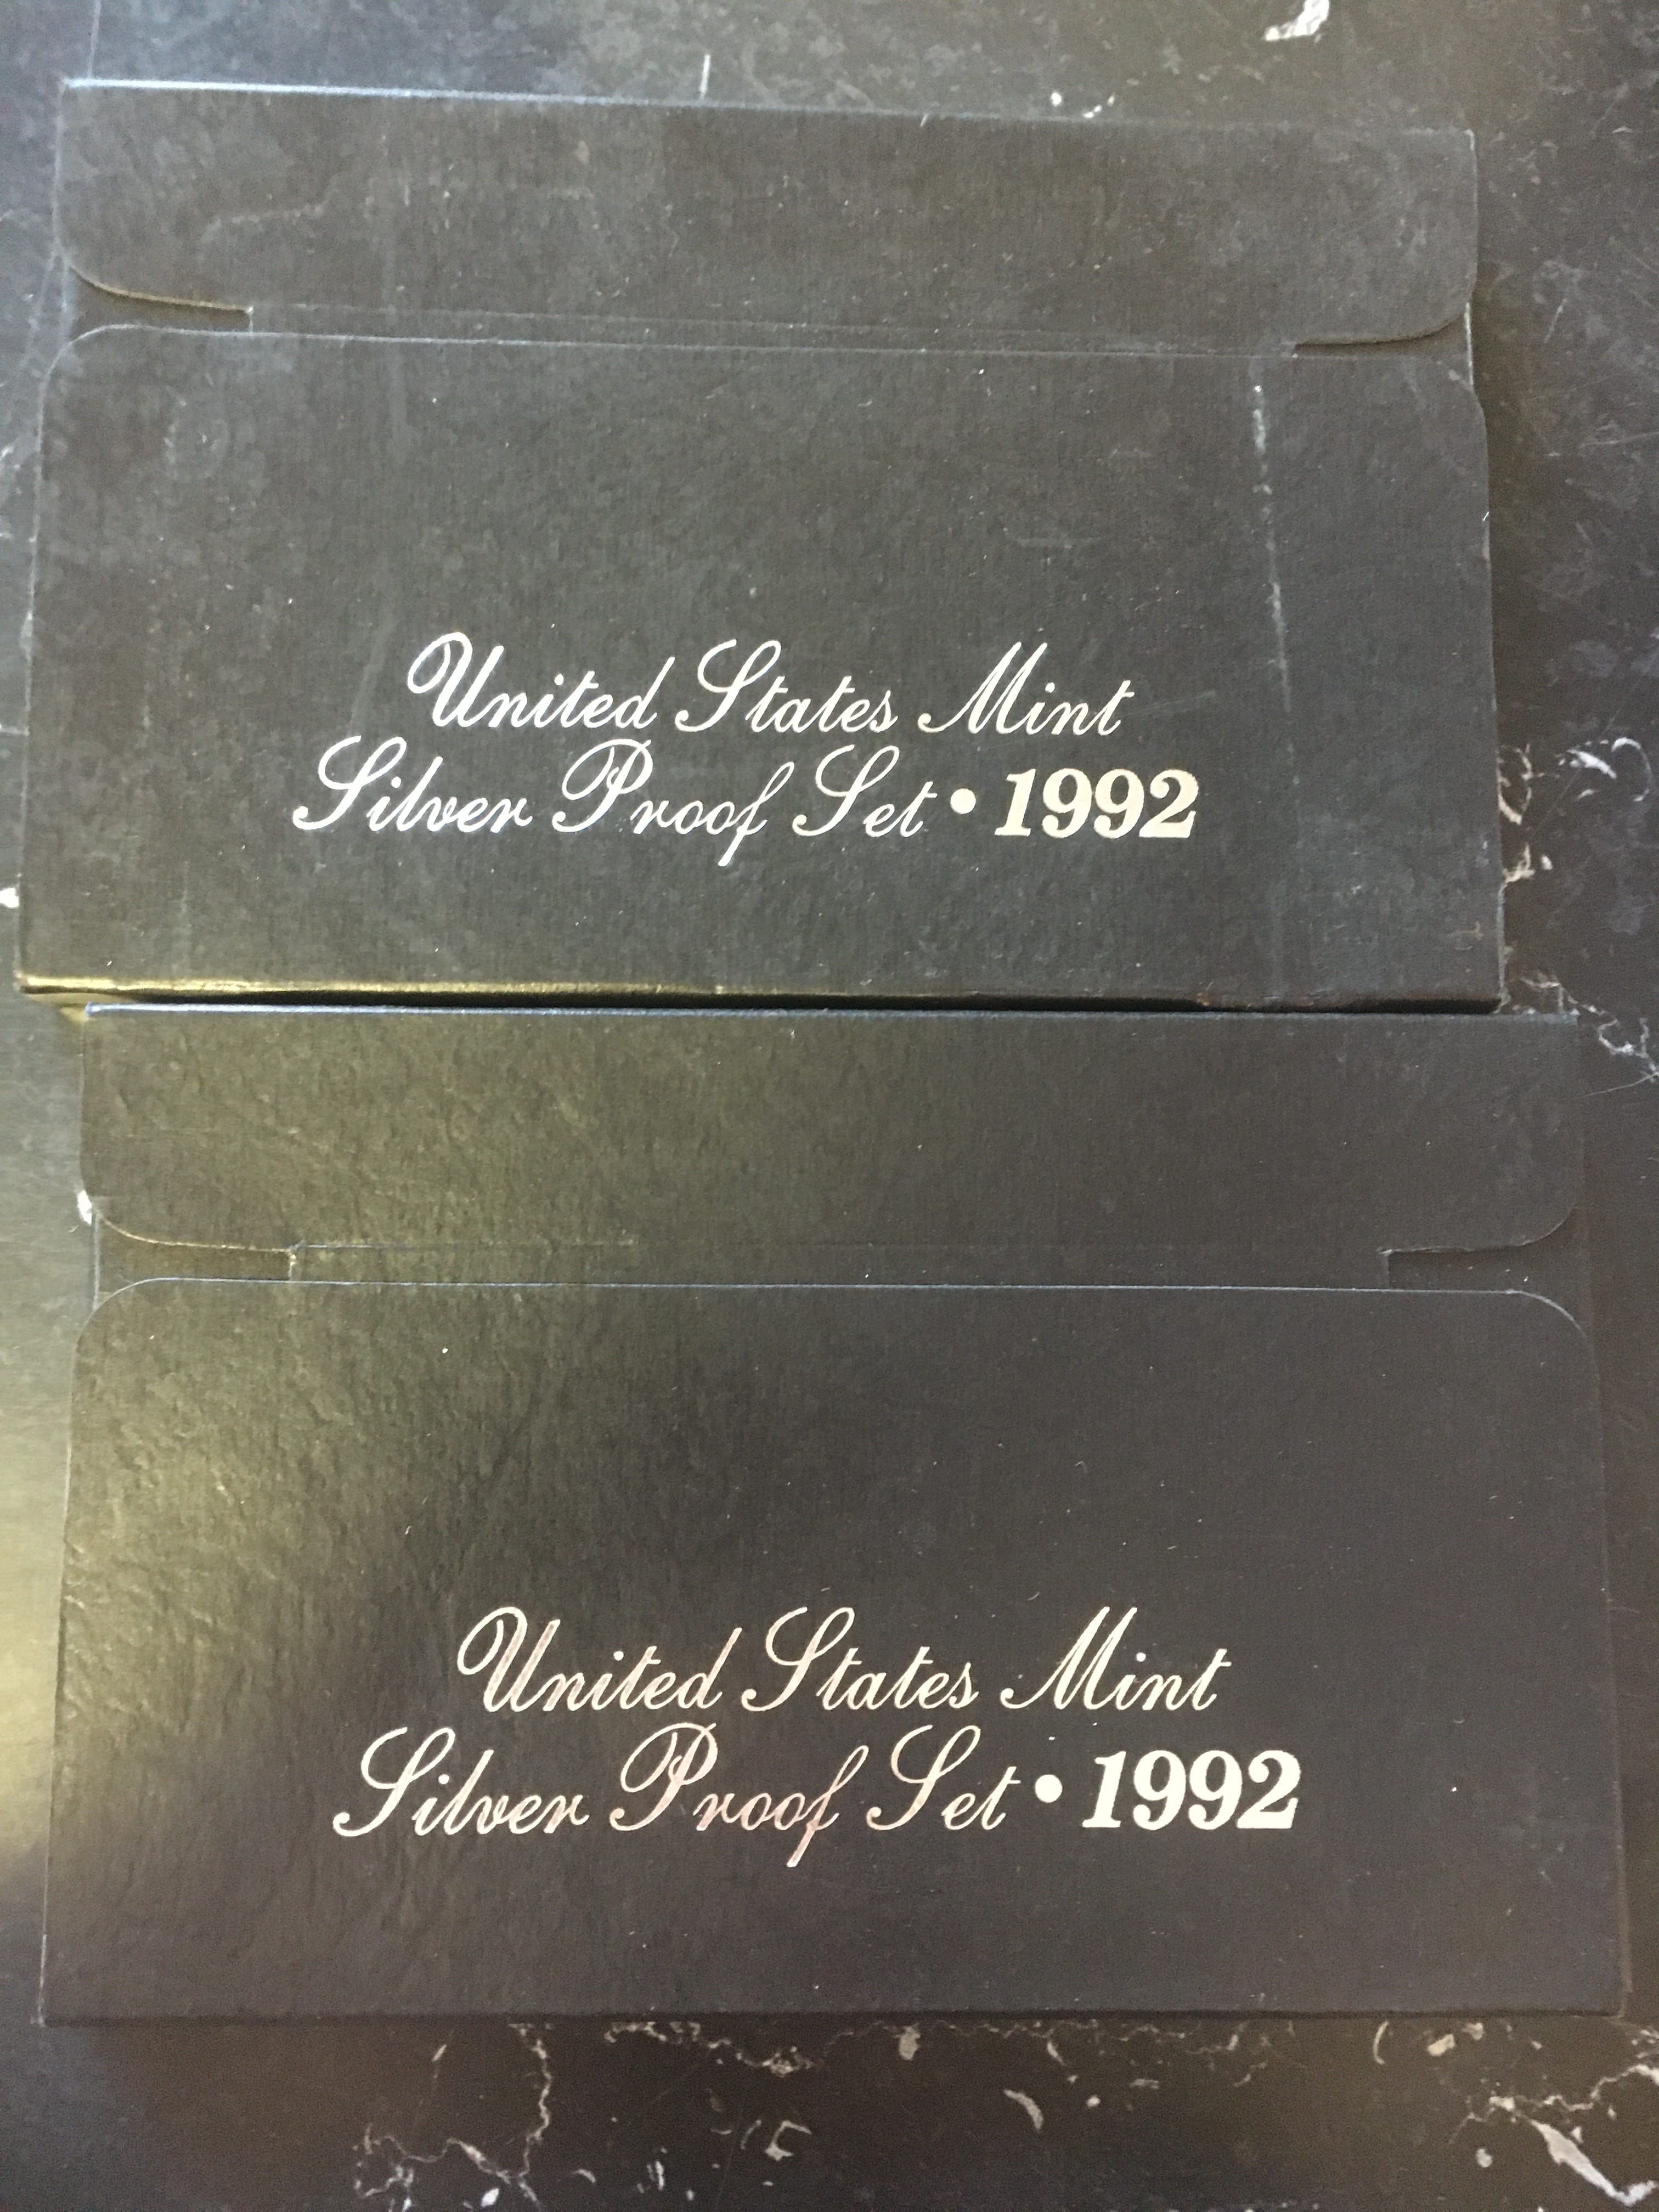 United States Mint
Silver Proof Set • 1992
United States Mint
Silver Proof Set • 1992